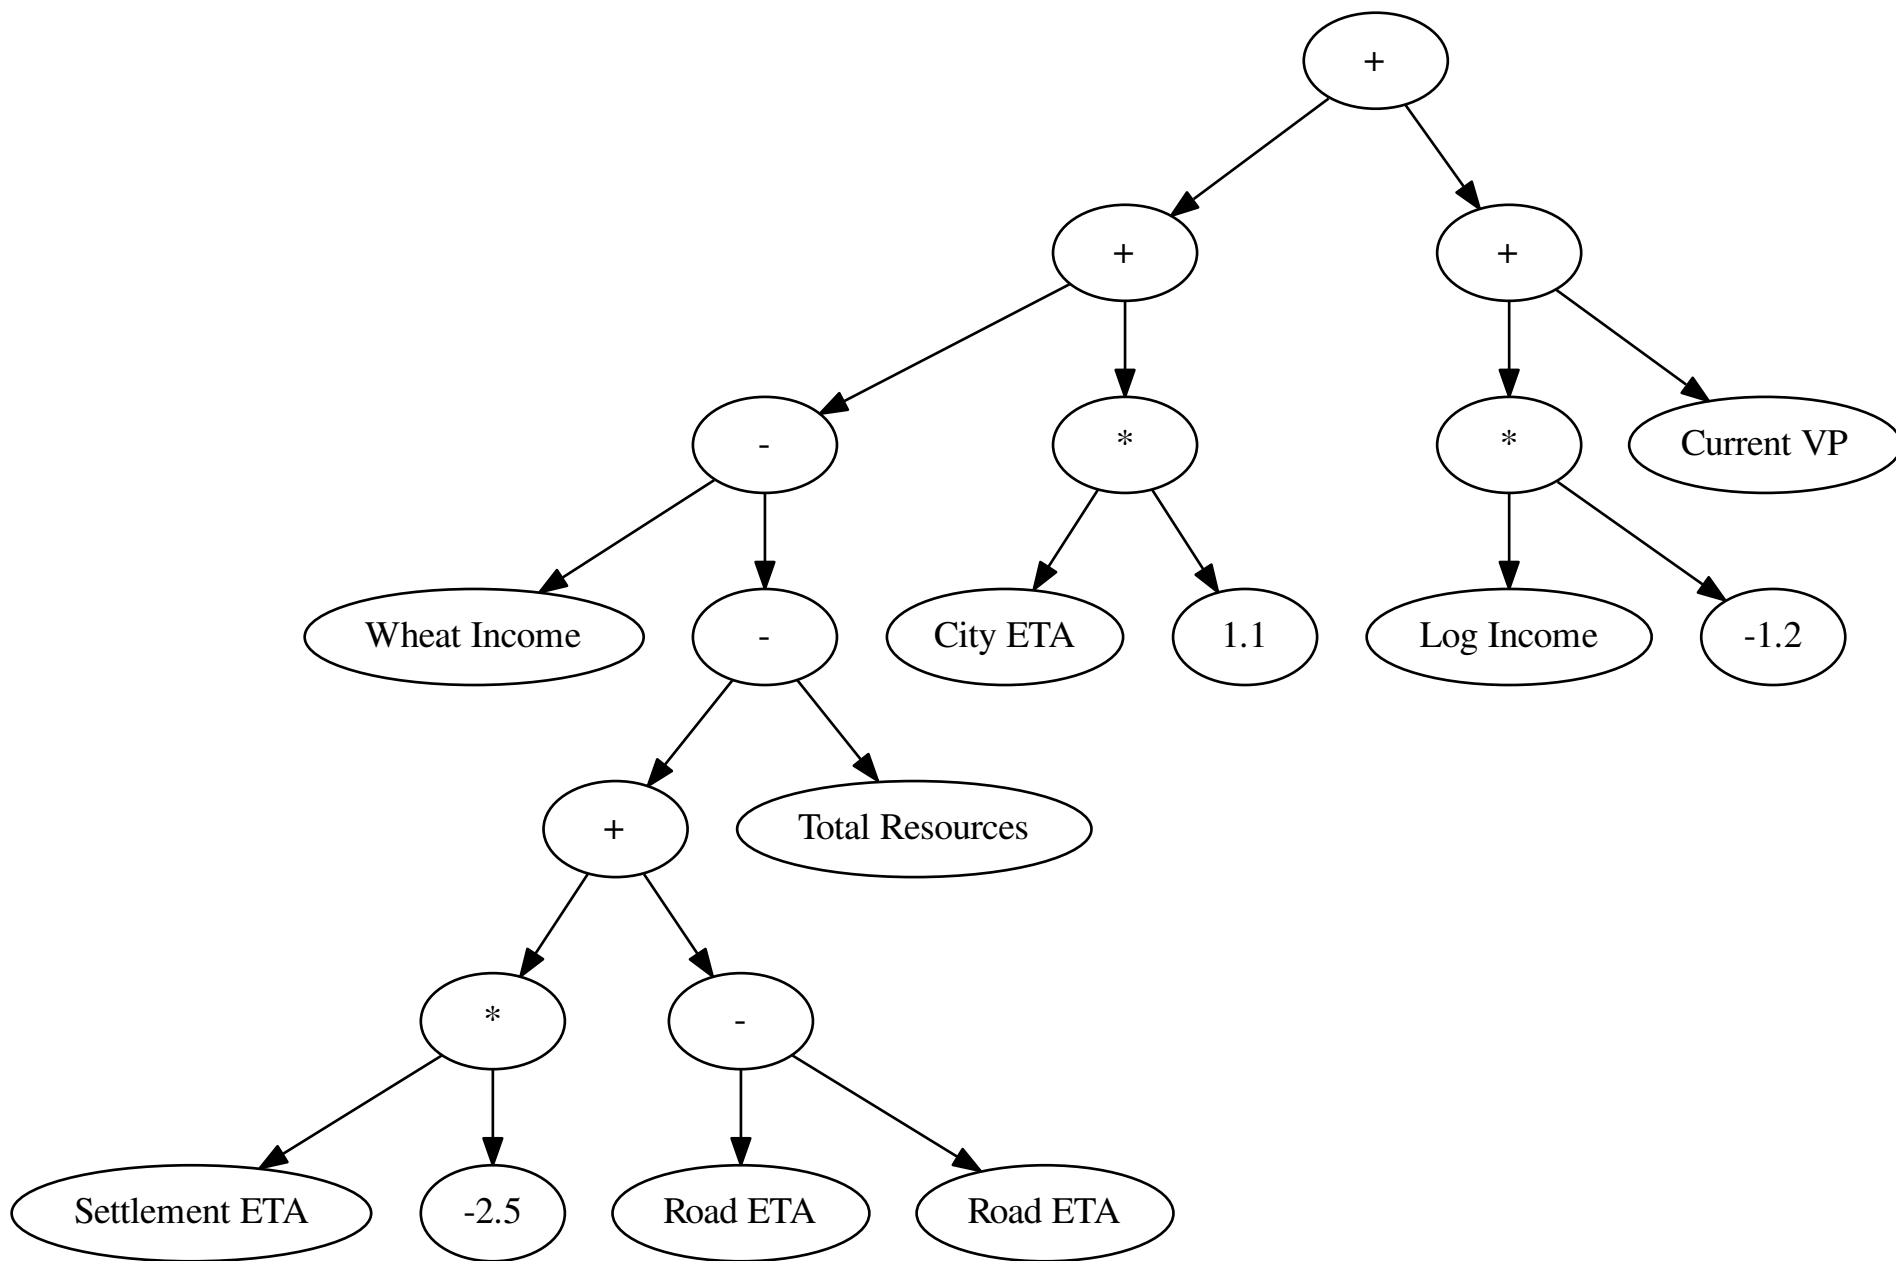 +
+
+
-
*
*
Current VP
Wheat Income
-
City ETA
1.1
Log Income
-1.2
+
Total Resources
*
-
Settlement ETA
-2.5
Road ETA
Road ETA